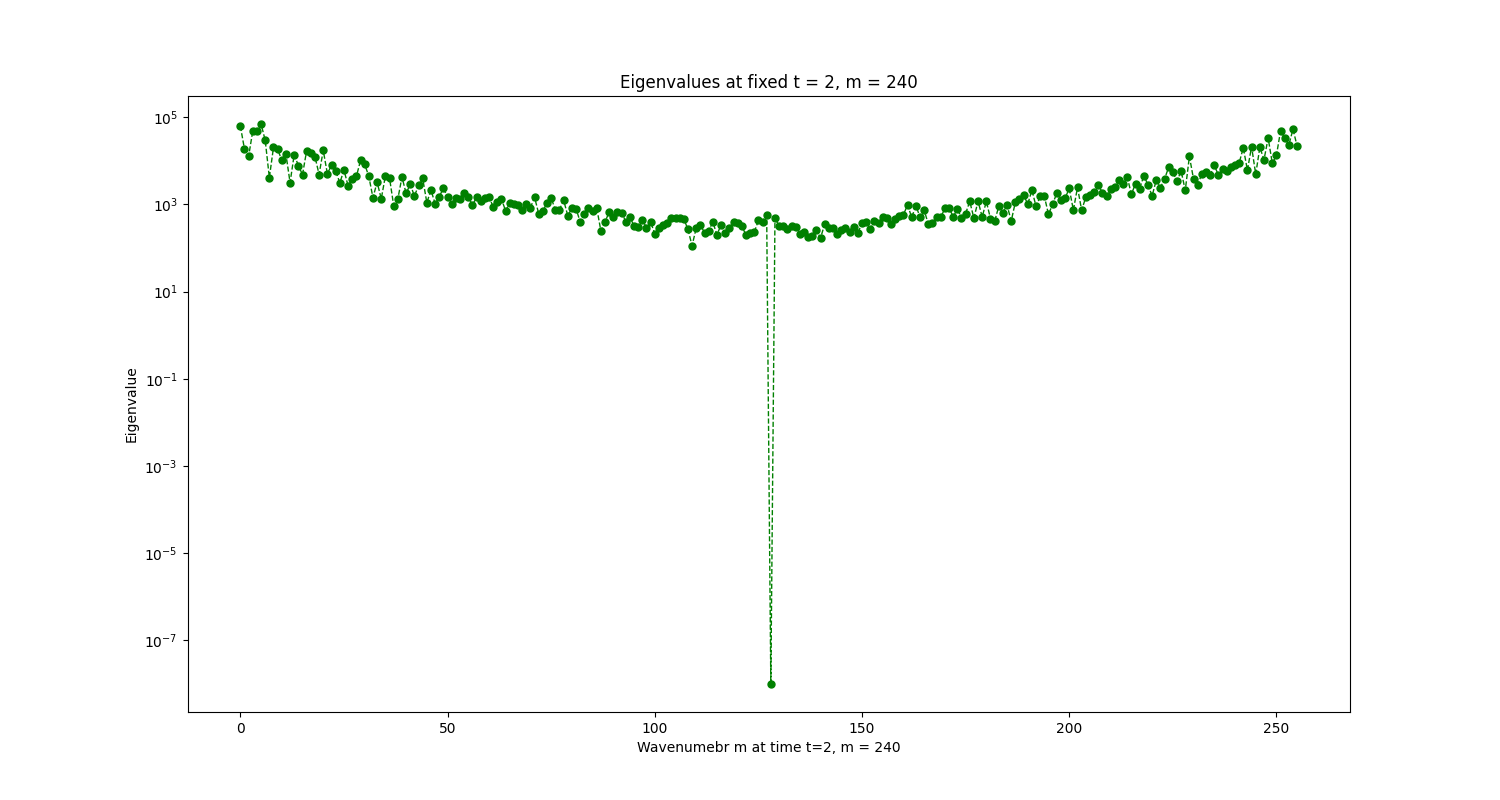 Eigenvalues at fixed t = 2, m = 240
10^5
10^3
10^1
10^-1
10^-3
10^-5
10^-7
Eigenvalue
0 50 100 150 200 250
Wavenumebr m at time t=2, m = 240